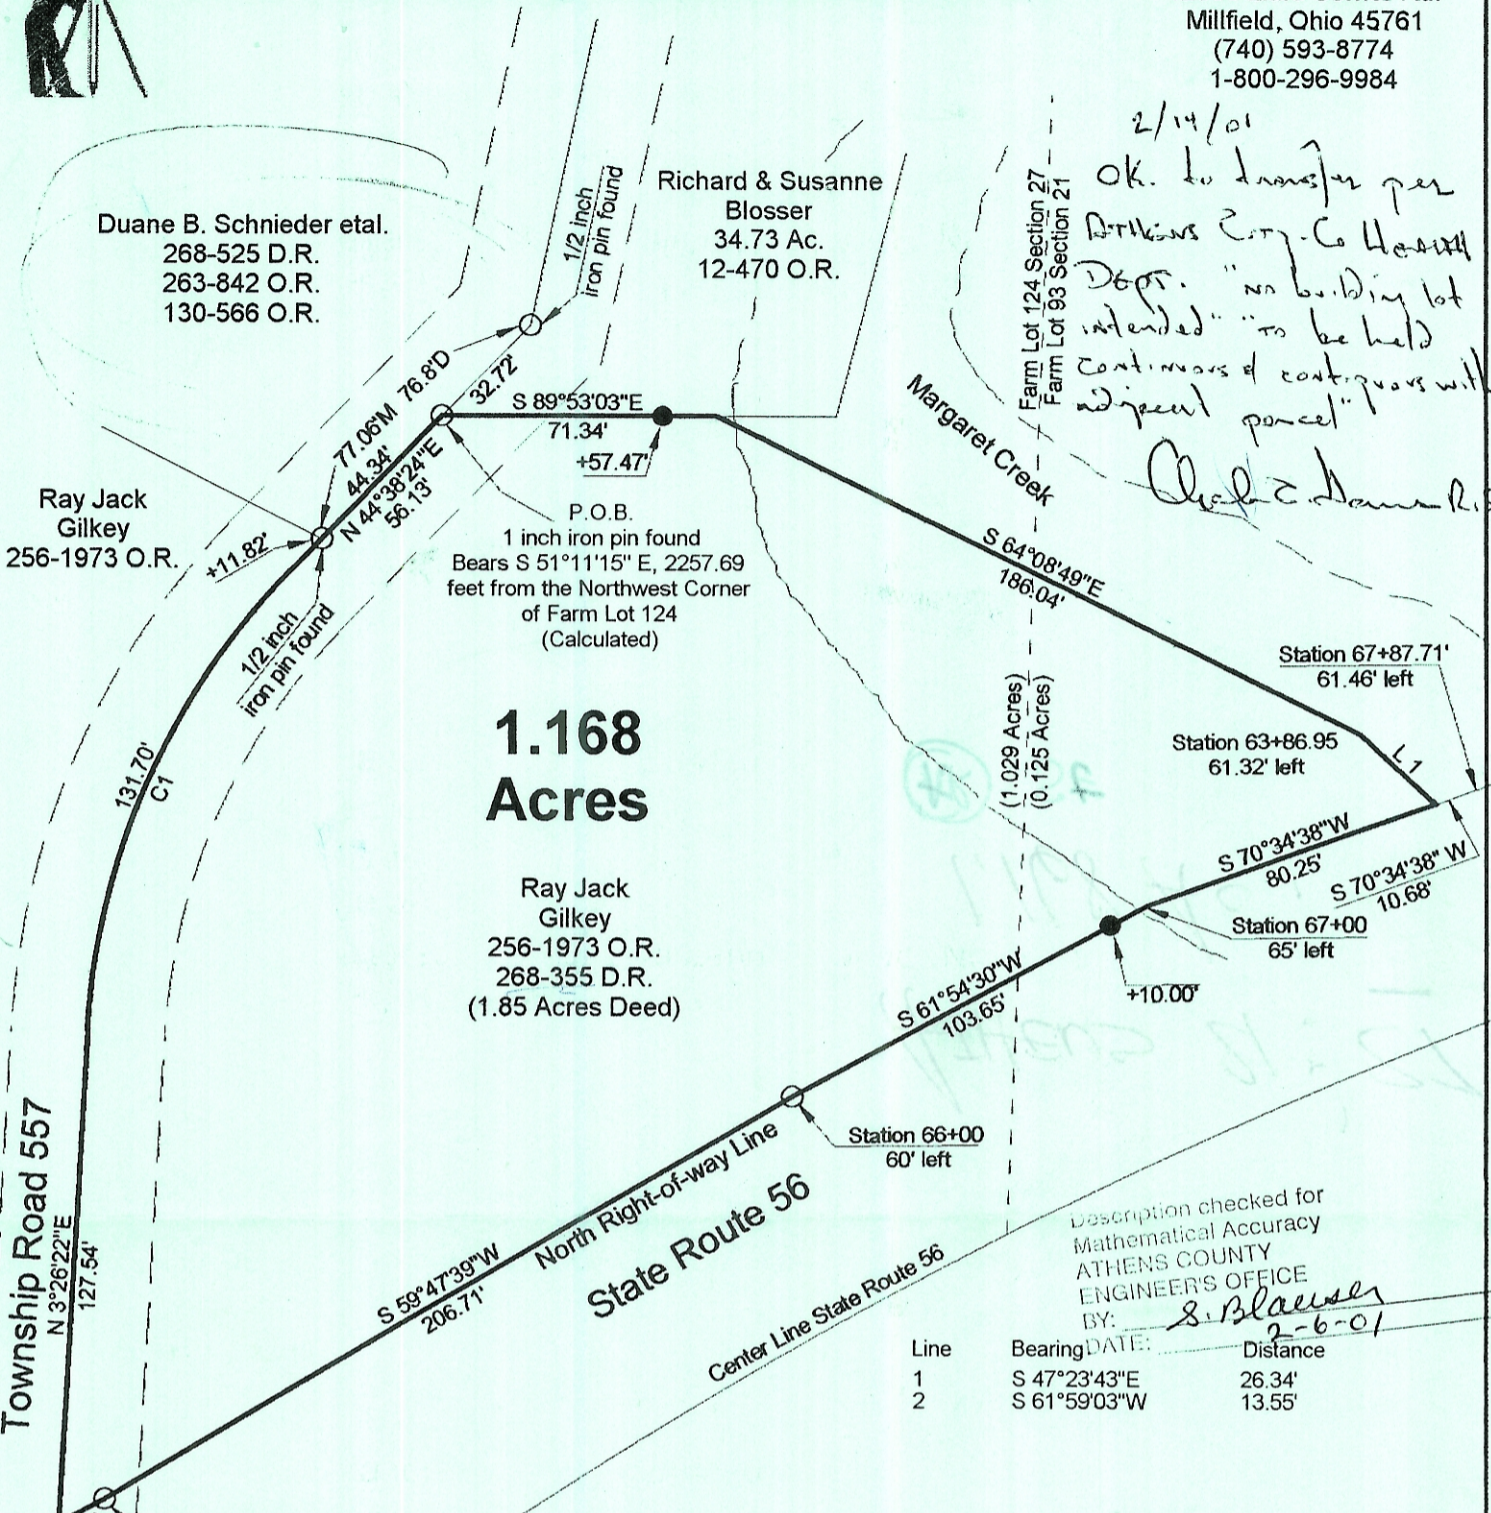 Millfield, Ohio 45761
(740) 593-8774
1-800-296-9984
2/14/01
OK. to transfer per
Athens City-Co Health
Dept. "no building lot
intended" "to be held
continuous & contiguous with
adjacent parcel"
Duane B. Schnieder etal.
268-525 D.R.
263-842 O.R.
130-566 O.R.
1/2 inch
iron pin found
Richard & Susanne
Blosser
34.73 Ac.
12-470 O.R.
Farm Lot 124 Section 27
Farm Lot 93 Section 21
Margaret Creek
77.06'M 76.8'D
32.72'
44.34'
N 44°38'24"E
56.13'
S 89°53'03"E
71.34'
+57.47'
Ray Jack
Gilkey
256-1973 O.R.
+11.82'
1/2 inch
iron pin found
P.O.B.
1 inch iron pin found
Bears S 51°11'15" E, 2257.69
feet from the Northwest Corner
of Farm Lot 124
(Calculated)
S 64°08'49"E
186.04'
Station 67+87.71'
61.46' left
Station 63+86.95
61.32' left
L 1
(1.029 Acres)
(0.125 Acres)
1.168
Acres
131.70'
C1
S 70°34'38"W
80.25'
S 70°34'38" W
10.68'
Ray Jack
Gilkey
256-1973 O.R.
268-355 D.R.
(1.85 Acres Deed)
Station 67+00
65' left
+10.00'
S 61°54'30"W
103.65'
Station 66+00
60' left
Township Road 557
N 3°26'22"E
127.54'
S 59°47'39"W
206.71'
North Right-of-way Line
State Route 56
Center Line State Route 56
Description checked for
Mathematical Accuracy
ATHENS COUNTY
ENGINEER'S OFFICE
BY: S. Blauser
DATE: 2-6-01
Line Bearing Distance
1 S 47°23'43"E 26.34'
2 S 61°59'03"W 13.55'